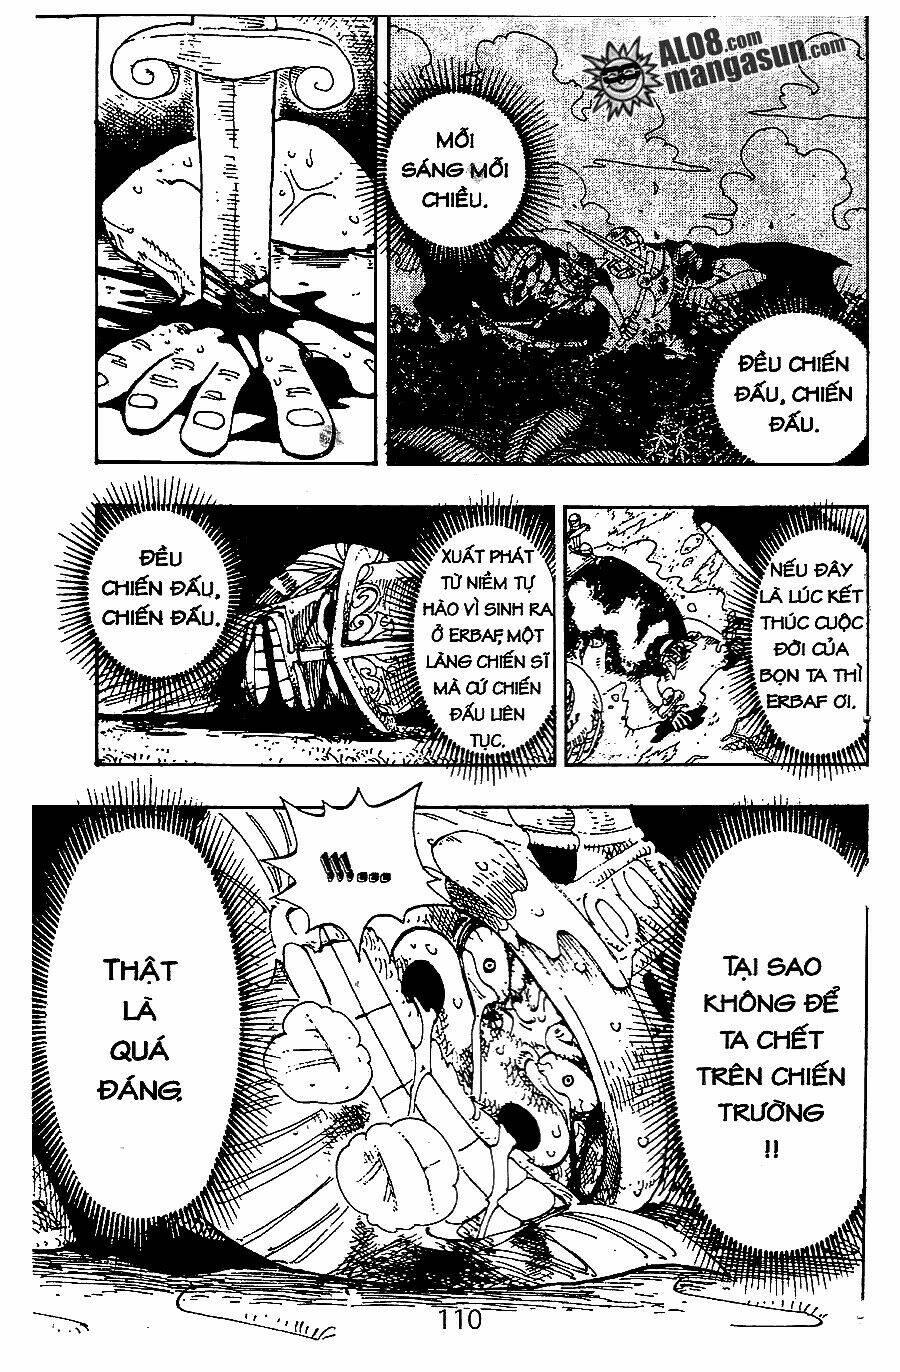 AL08.com
mangasun.com
MỖI
SÁNG MỖI
CHIỀU.
ĐỀU CHIẾN
ĐẤU, CHIẾN
ĐẤU.
ĐỀU
CHIẾN ĐẤU,
CHIẾN ĐẤU.
XUẤT PHÁT
TỪ NIỀM TỰ
HÀO VÌ SINH RA
Ở ERBAF, MỘT
LÀNG CHIẾN SĨ
MÀ CỨ CHIẾN
ĐẤU LIÊN
TỤC.
NẾU ĐÂY
LÀ LÚC KẾT
THÚC CUỘC
ĐỜI CỦA
BỌN TA THÌ
ERBAF ƠI.
!!!...
THẬT
LÀ
QUÁ
ĐÁNG.
TẠI SAO
KHÔNG ĐỂ
TA CHẾT
TRÊN CHIẾN
TRƯỜNG
!!
110